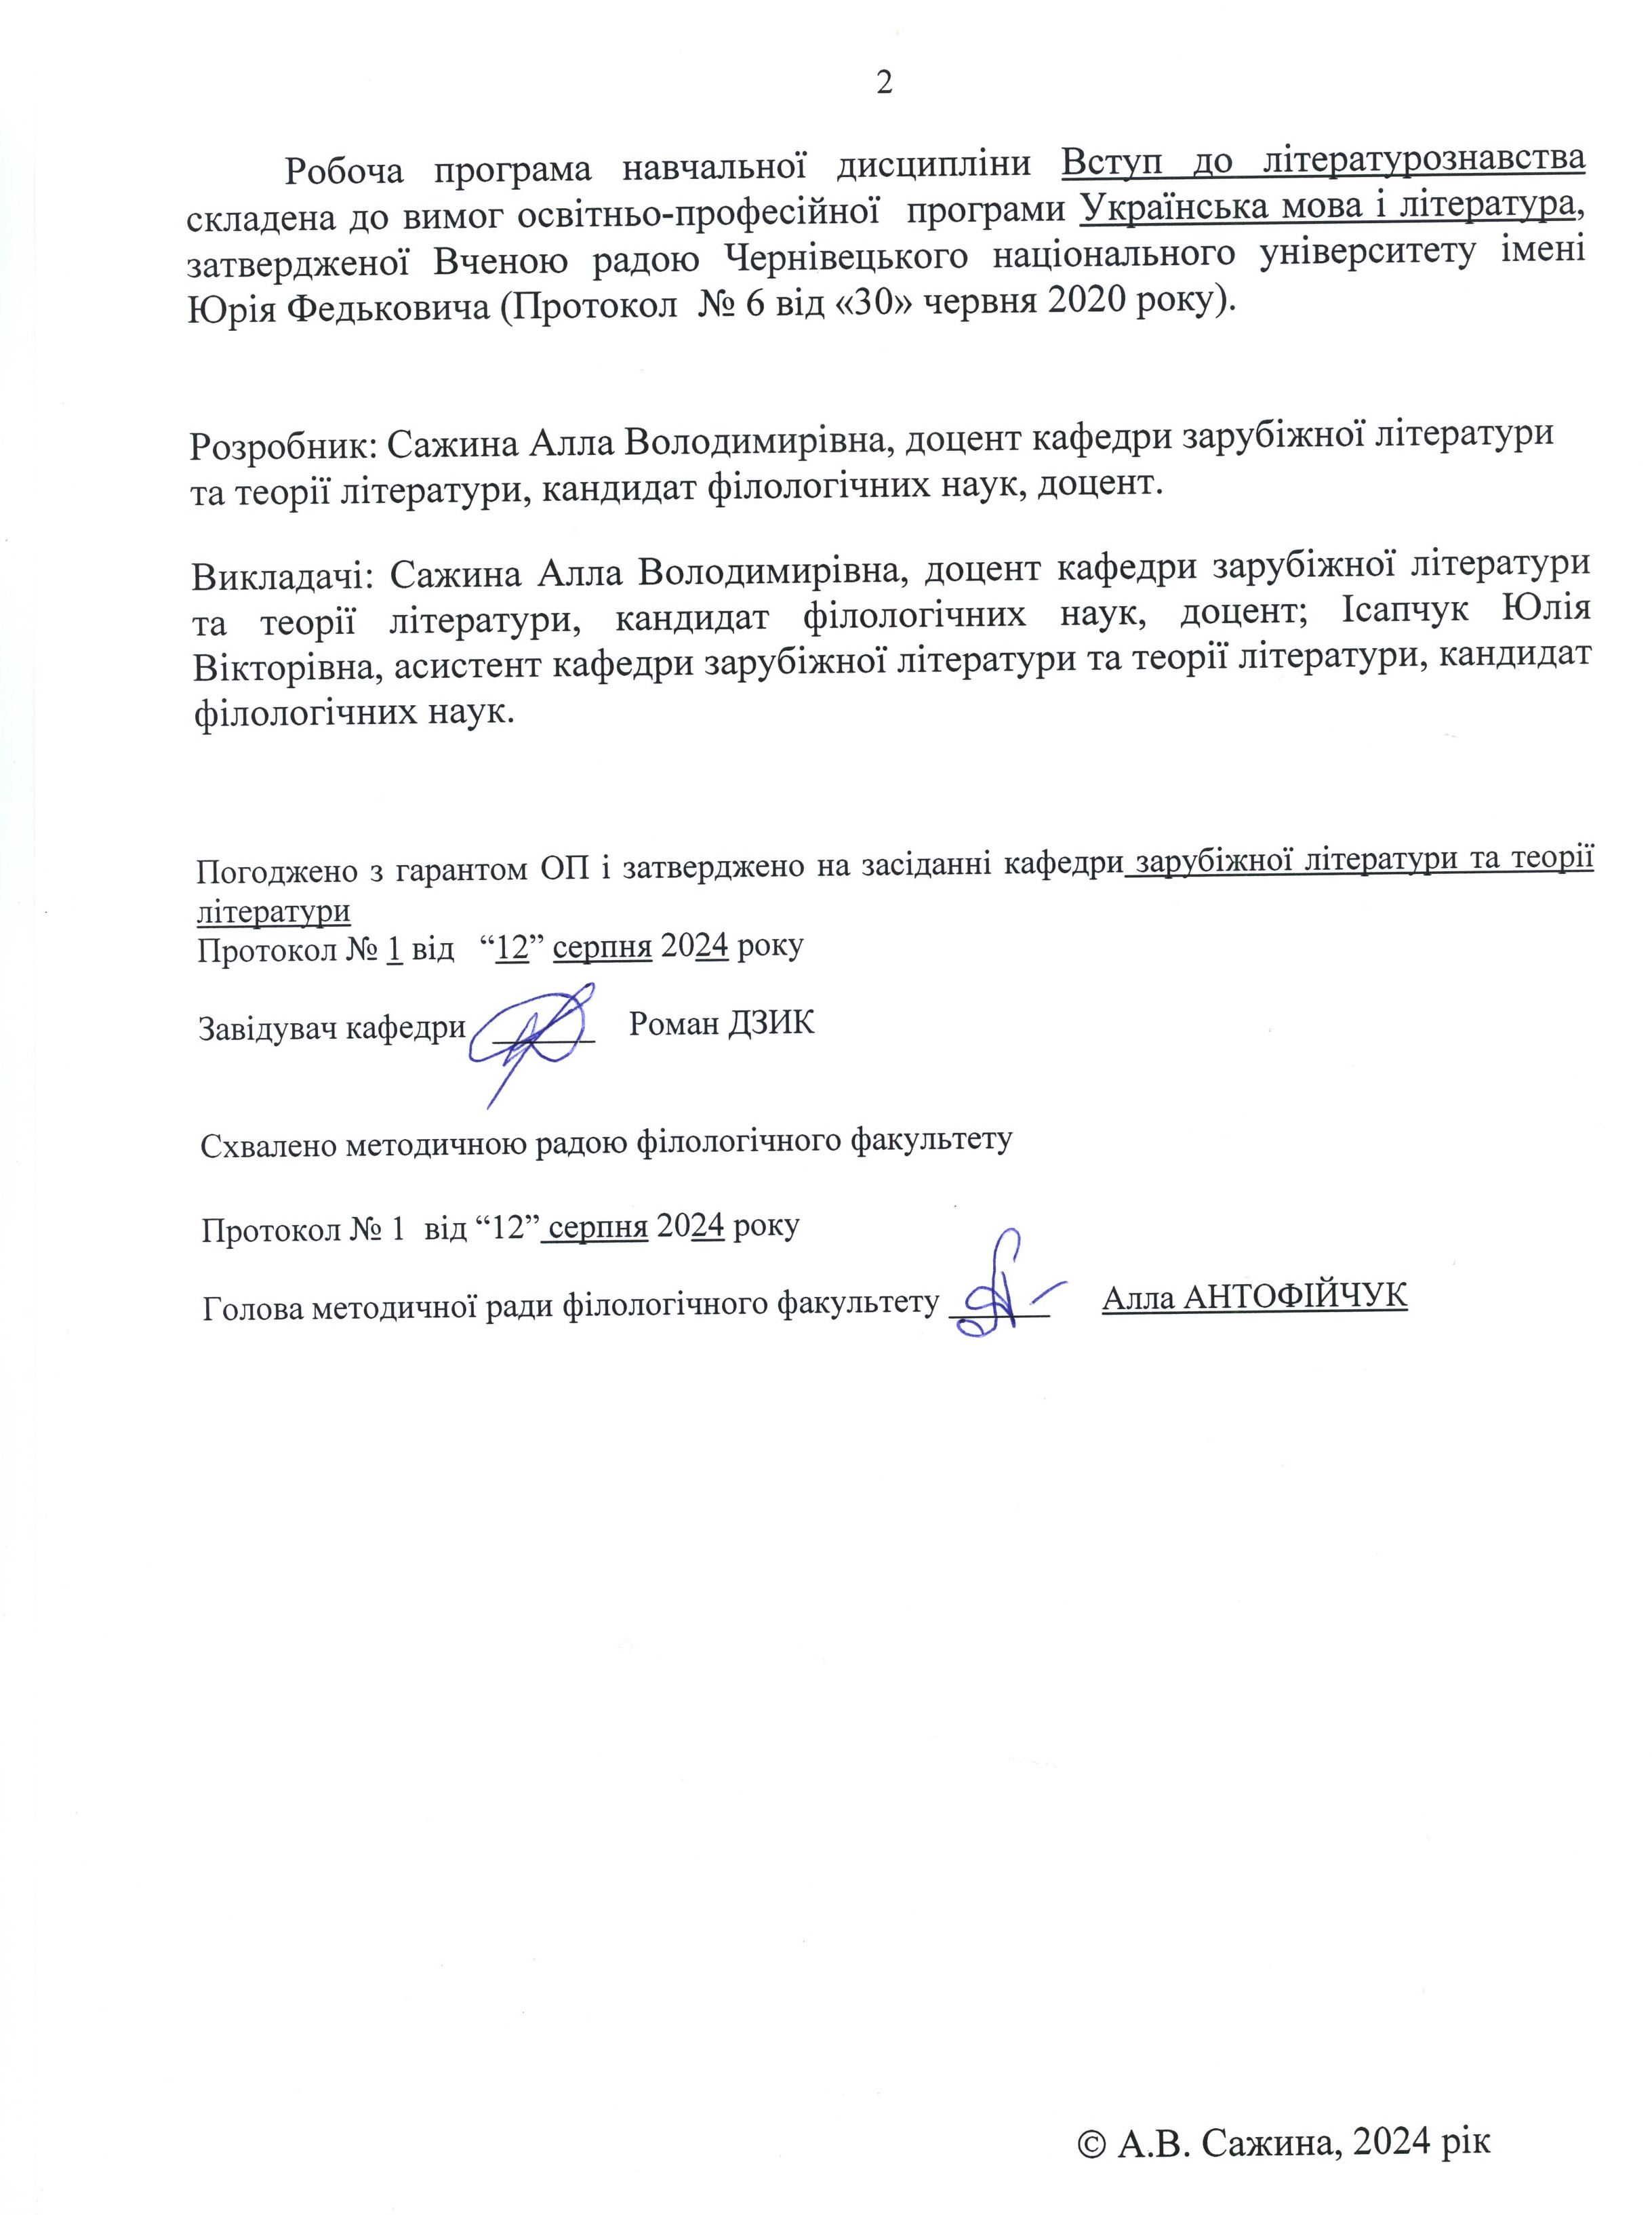 2
Робоча програма навчальної дисципліни Вступ до літературознавства
складена до вимог освітньо-професійної програми Українська мова і література,
затвердженої Вченою радою Чернівецького національного університету імені
Юрія Федьковича (Протокол № 6 від «30» червня 2020 року).
Розробник: Сажина Алла Володимирівна, доцент кафедри зарубіжної літератури
та теорії літератури, кандидат філологічних наук, доцент.
Викладачі: Сажина Алла Володимирівна, доцент кафедри зарубіжної літератури
та теорії літератури, кандидат філологічних наук, доцент; Ісапчук Юлія
Вікторівна, асистент кафедри зарубіжної літератури та теорії літератури, кандидат
філологічних наук.
Погоджено з гарантом ОП і затверджено на засіданні кафедри зарубіжної літератури та теорії
літератури
Протокол № 1 від “12” серпня 2024 року
Завідувач кафедри ______ Роман ДЗИК
Схвалено методичною радою філологічного факультету
Протокол № 1 від “12” серпня 2024 року
Голова методичної ради філологічного факультету ______ Алла АНТОФІЙЧУК
© А.В. Сажина, 2024 рік